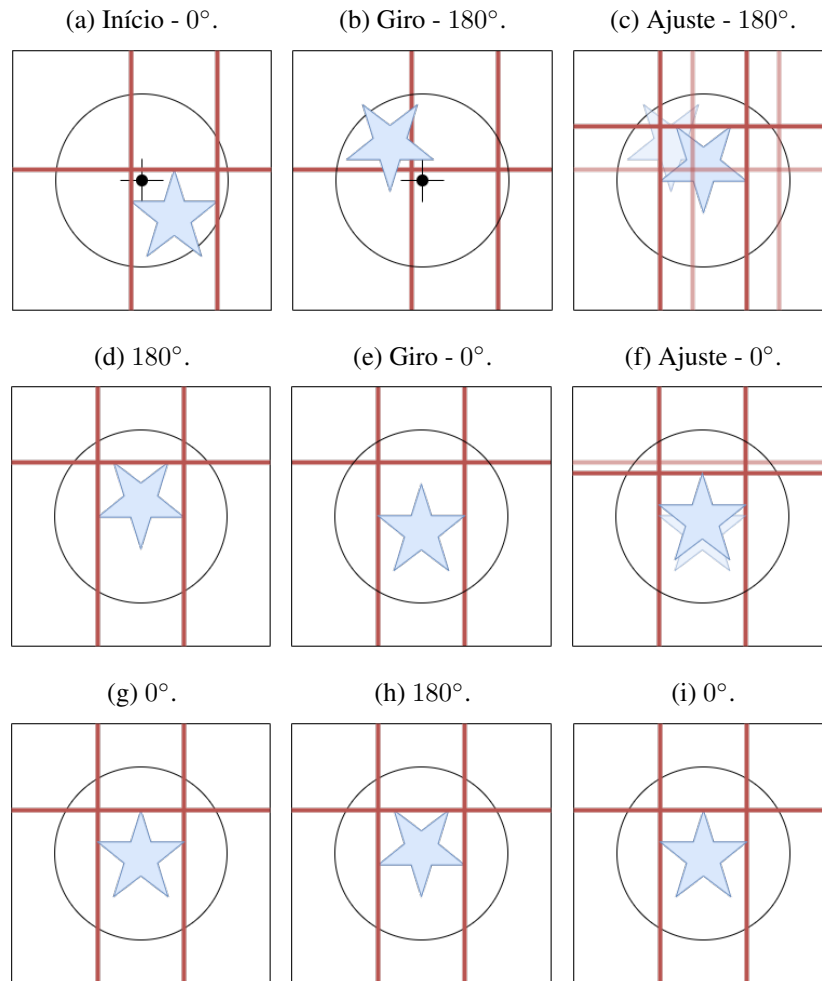 (a) Início - 0°.
(b) Giro - 180°.
(c) Ajuste - 180°.
(d) 180°.
(e) Giro - 0°.
(f) Ajuste - 0°.
(g) 0°.
(h) 180°.
(i) 0°.